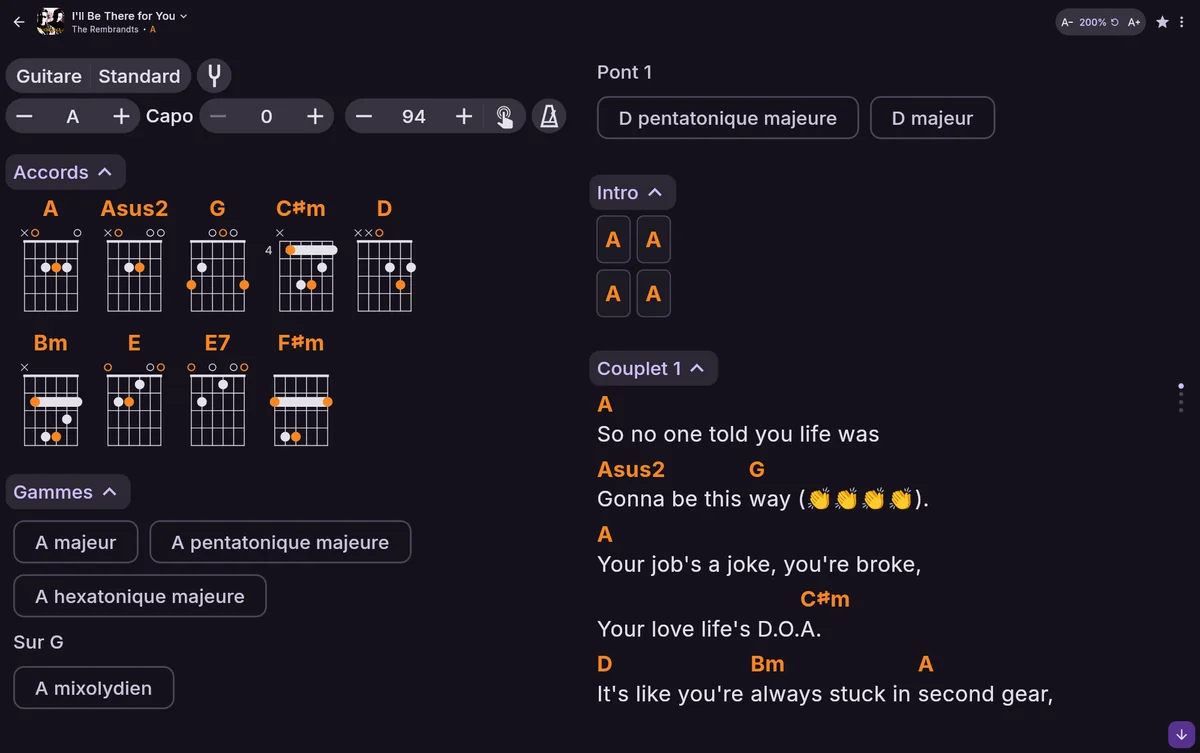 I'll Be There for You
The Rembrandts • A
A- 200% A+
Guitare Standard
− A + Capo − 0 + − 94 +
Accords
A Asus2 G C#m D
4
Bm E E7 F#m
Gammes
A majeur A pentatonique majeure
A hexatonique majeure
Sur G
A mixolydien
Pont 1
D pentatonique majeure D majeur
Intro
A A
A A
Couplet 1
A
So no one told you life was
Asus2 G
Gonna be this way (👏👏👏👏).
A
Your job's a joke, you're broke,
C#m
Your love life's D.O.A.
D Bm A
It's like you're always stuck in second gear,